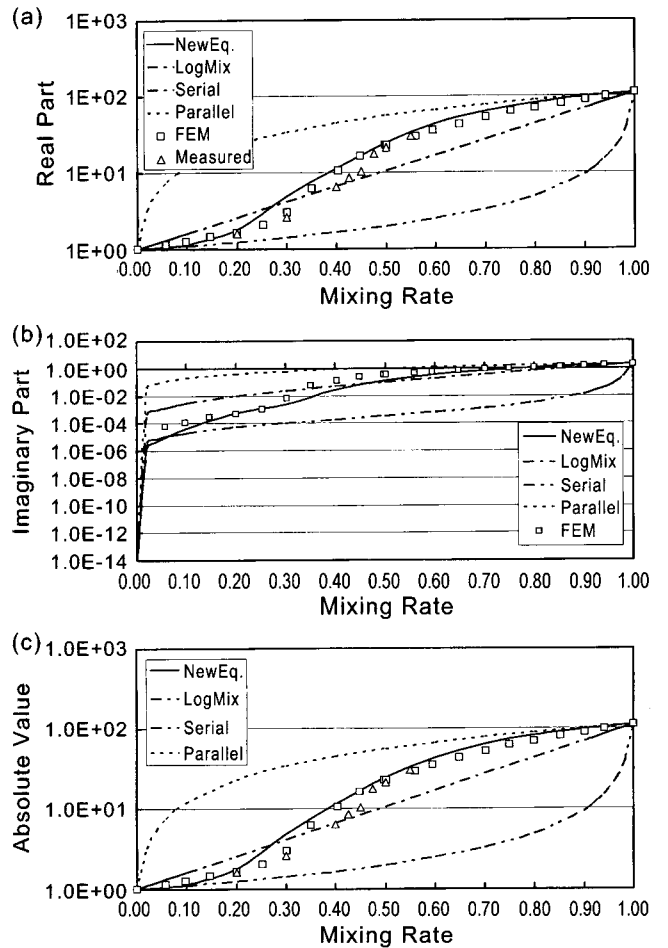 (a)
1E+03
1E+02
1E+01
1E+00
Real Part
NewEq.
LogMix
Serial
Parallel
FEM
Measured
0.00 0.10 0.20 0.30 0.40 0.50 0.60 0.70 0.80 0.90 1.00
Mixing Rate
(b)
1.0E+02
1.0E+00
1.0E-02
1.0E-04
1.0E-06
1.0E-08
1.0E-10
1.0E-12
1.0E-14
Imaginary Part
NewEq.
LogMix
Serial
Parallel
FEM
0.00 0.10 0.20 0.30 0.40 0.50 0.60 0.70 0.80 0.90 1.00
Mixing Rate
(c)
1.0E+03
1.0E+02
1.0E+01
1.0E+00
Absolute Value
NewEq.
LogMix
Serial
Parallel
0.00 0.10 0.20 0.30 0.40 0.50 0.60 0.70 0.80 0.90 1.00
Mixing Rate